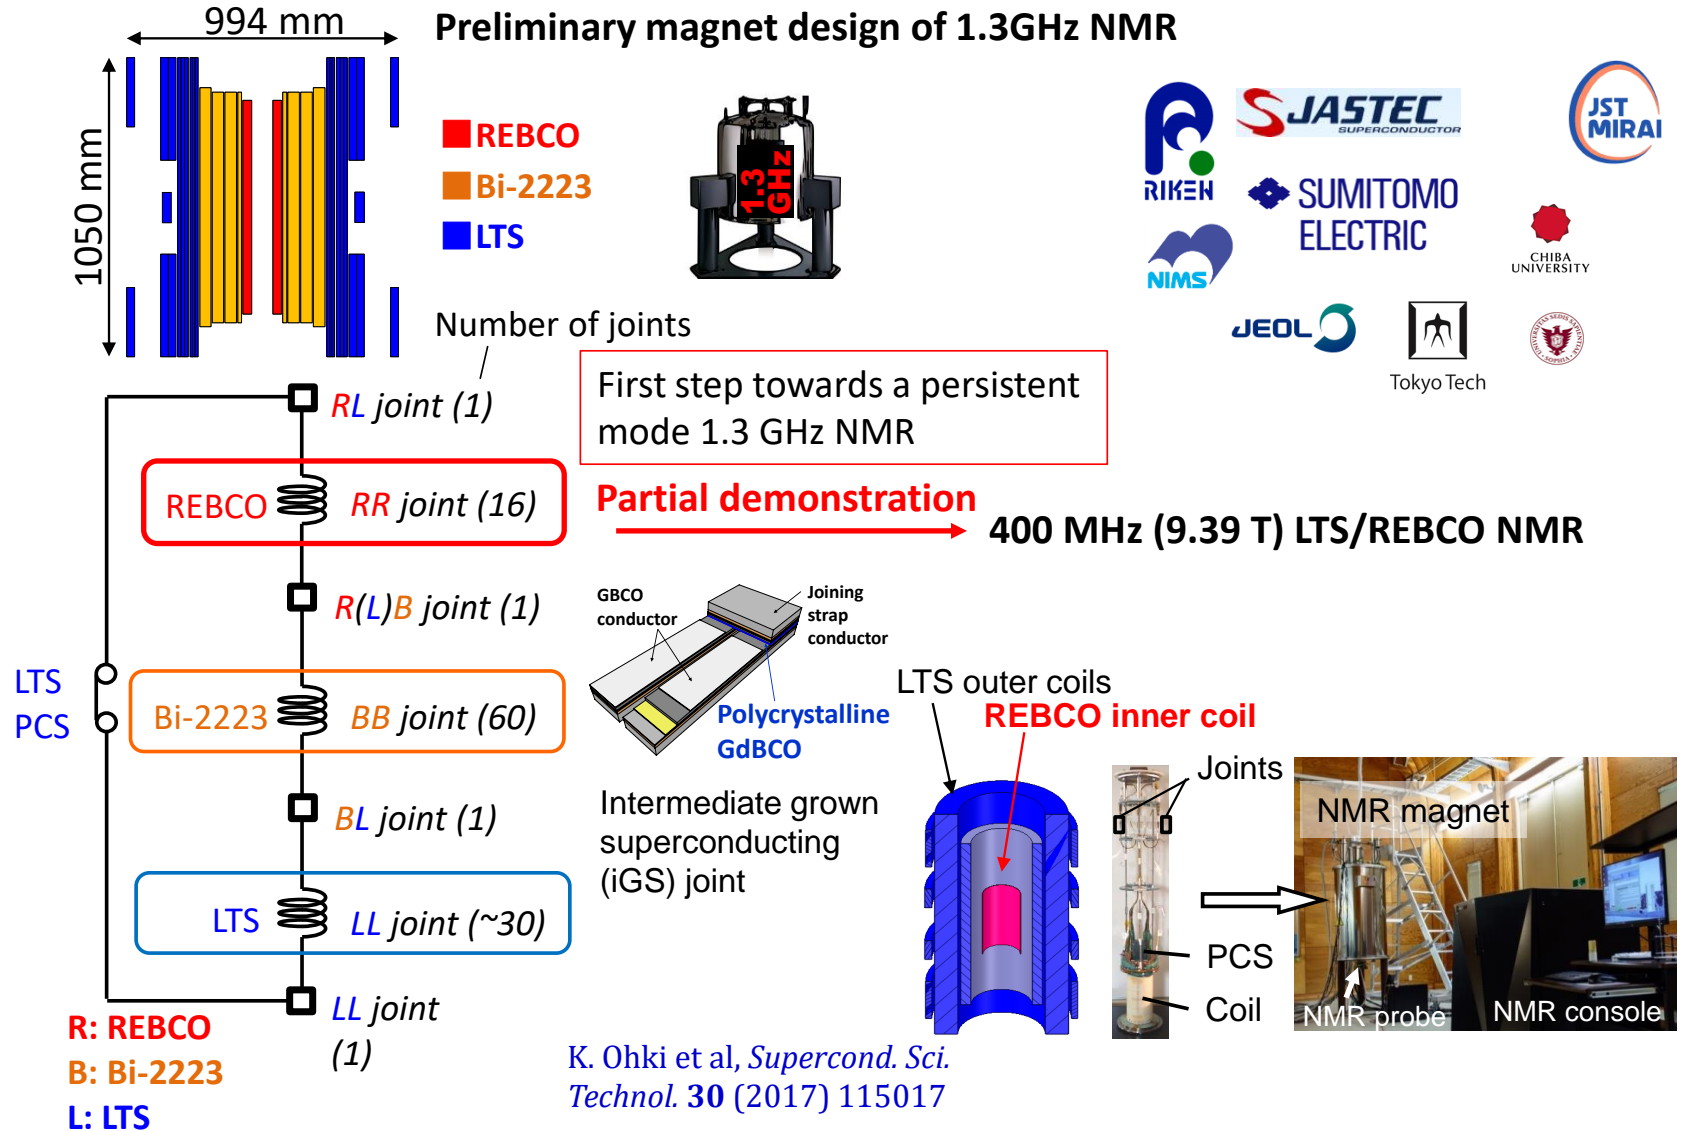 994 mm
Preliminary magnet design of 1.3GHz NMR
1050 mm
REBCO
Bi-2223
LTS
1.3
GHz
RIKEN
JASTEC
SUPERCONDUCTOR
JST
MIRAI
SUMITOMO
ELECTRIC
NIMS
CHIBA
UNIVERSITY
JEOL
Tokyo Tech
Number of joints
RL joint (1)
First step towards a persistent
mode 1.3 GHz NMR
REBCO
RR joint (16)
Partial demonstration
400 MHz (9.39 T) LTS/REBCO NMR
R(L)B joint (1)
GBCO
conductor
Joining
strap
conductor
LTS
PCS
Bi-2223
BB joint (60)
Polycrystalline
GdBCO
LTS outer coils
REBCO inner coil
Joints
BL joint (1)
Intermediate grown
superconducting
(iGS) joint
NMR magnet
LTS
LL joint (~30)
PCS
Coil
NMR probe
NMR console
LL joint
(1)
R: REBCO
B: Bi-2223
L: LTS
K. Ohki et al, Supercond. Sci.
Technol. 30 (2017) 115017